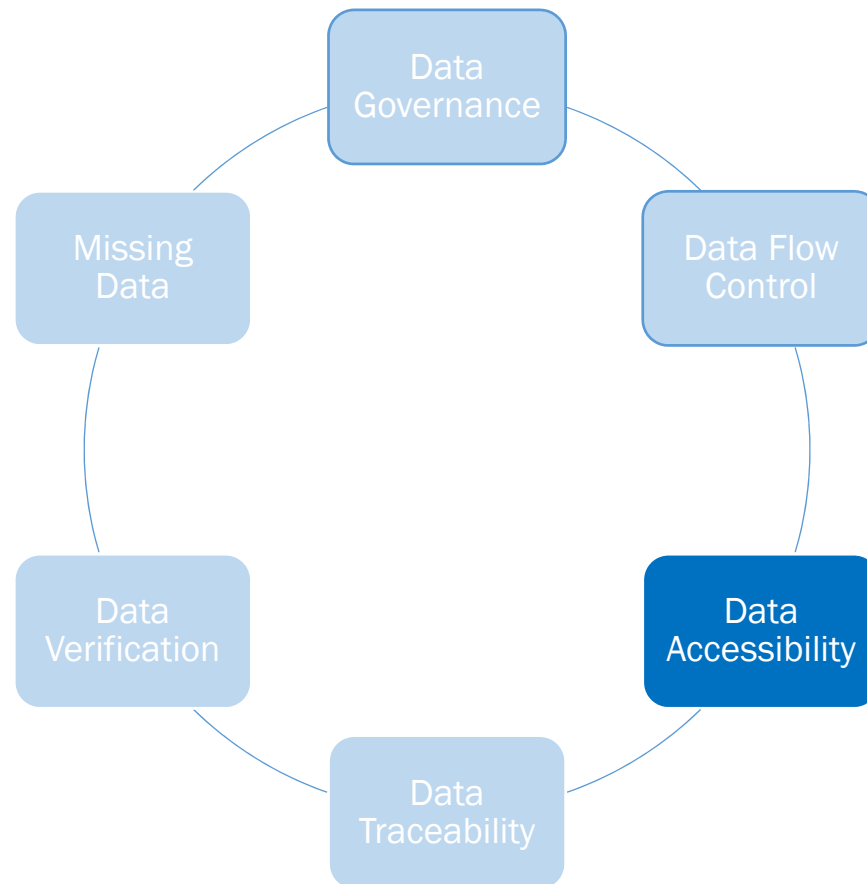 Data
Governance
Data Flow
Control
Data
Accessibility
Data
Traceability
Data
Verification
Missing
Data